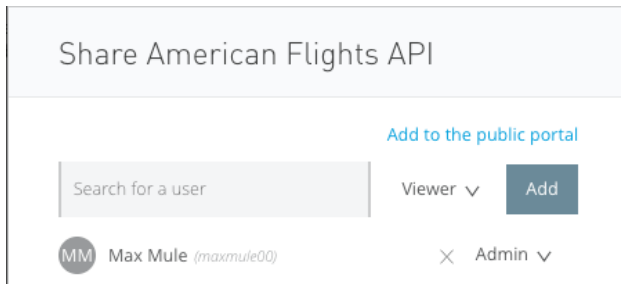 Share American Flights API
Add to the public portal
Search for a user
Viewer
Add
MM Max Mule (maxmule00)
Admin